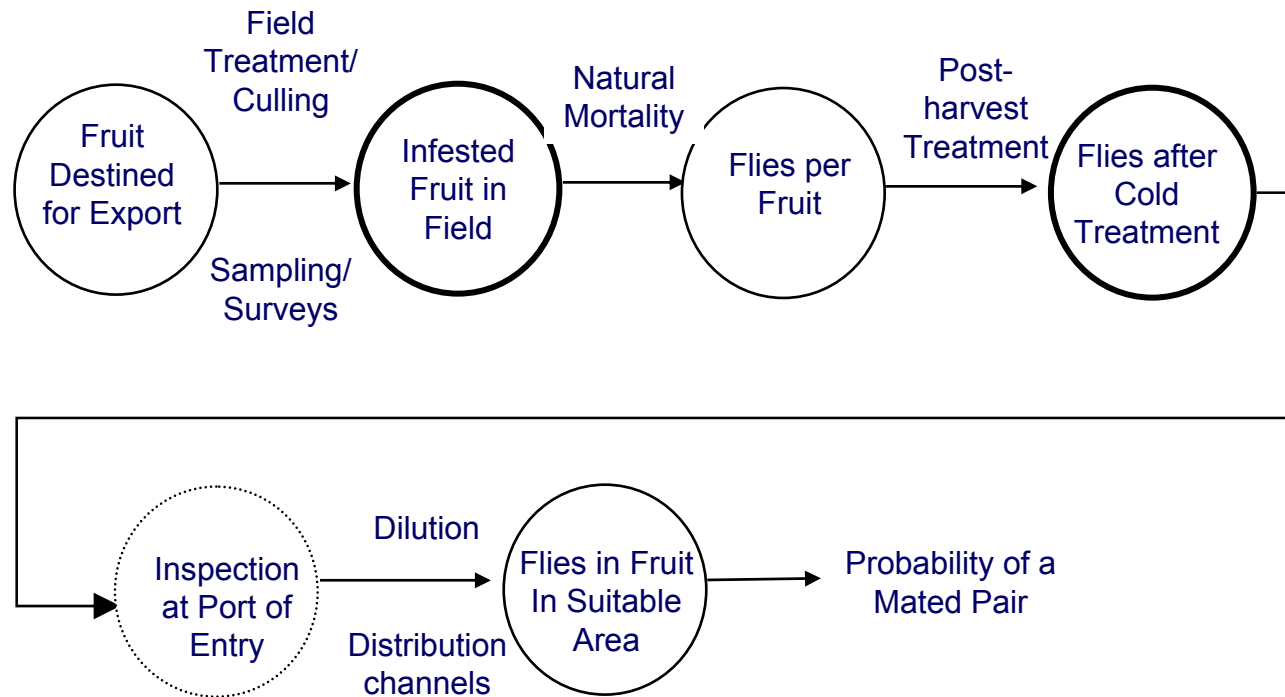 Field
Treatment/
Culling
Fruit
Destined
for Export
Sampling/
Surveys
Infested
Fruit in
Field
Natural
Mortality
Flies per
Fruit
Post-
harvest
Treatment
Flies after
Cold
Treatment
Inspection
at Port of
Entry
Dilution
Distribution
channels
Flies in Fruit
In Suitable
Area
Probability of a
Mated Pair